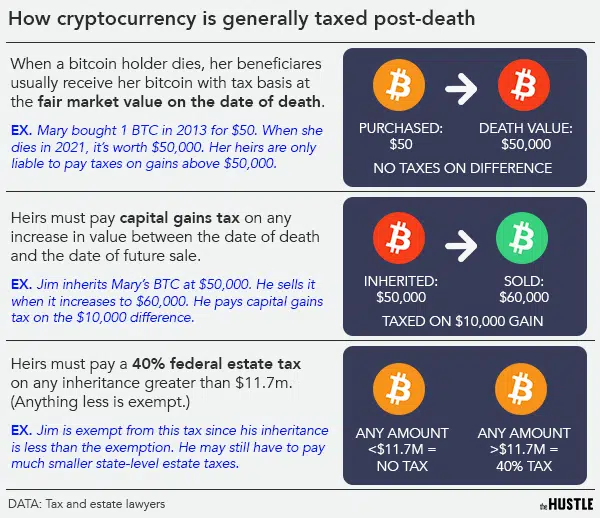 How cryptocurrency is generally taxed post-death
When a bitcoin holder dies, her beneficiares
usually receive her bitcoin with tax basis at
the fair market value on the date of death.
EX. Mary bought 1 BTC in 2013 for $50. When she
dies in 2021, it's worth $50,000. Her heirs are only
liable to pay taxes on gains above $50,000.
PURCHASED:
$50
DEATH VALUE:
$50,000
NO TAXES ON DIFFERENCE
Heirs must pay capital gains tax on any
increase in value between the date of death
and the date of future sale.
EX. Jim inherits Mary's BTC at $50,000. He sells it
when it increases to $60,000. He pays capital gains
tax on the $10,000 difference.
INHERITED:
$50,000
SOLD:
$60,000
TAXED ON $10,000 GAIN
Heirs must pay a 40% federal estate tax
on any inheritance greater than $11.7m.
(Anything less is exempt.)
EX. Jim is exempt from this tax since his inheritance
is less than the exemption. He may still have to pay
much smaller state-level estate taxes.
ANY AMOUNT
<$11.7M =
NO TAX
ANY AMOUNT
>$11.7M =
40% TAX
DATA: Tax and estate lawyers
the HUSTLE